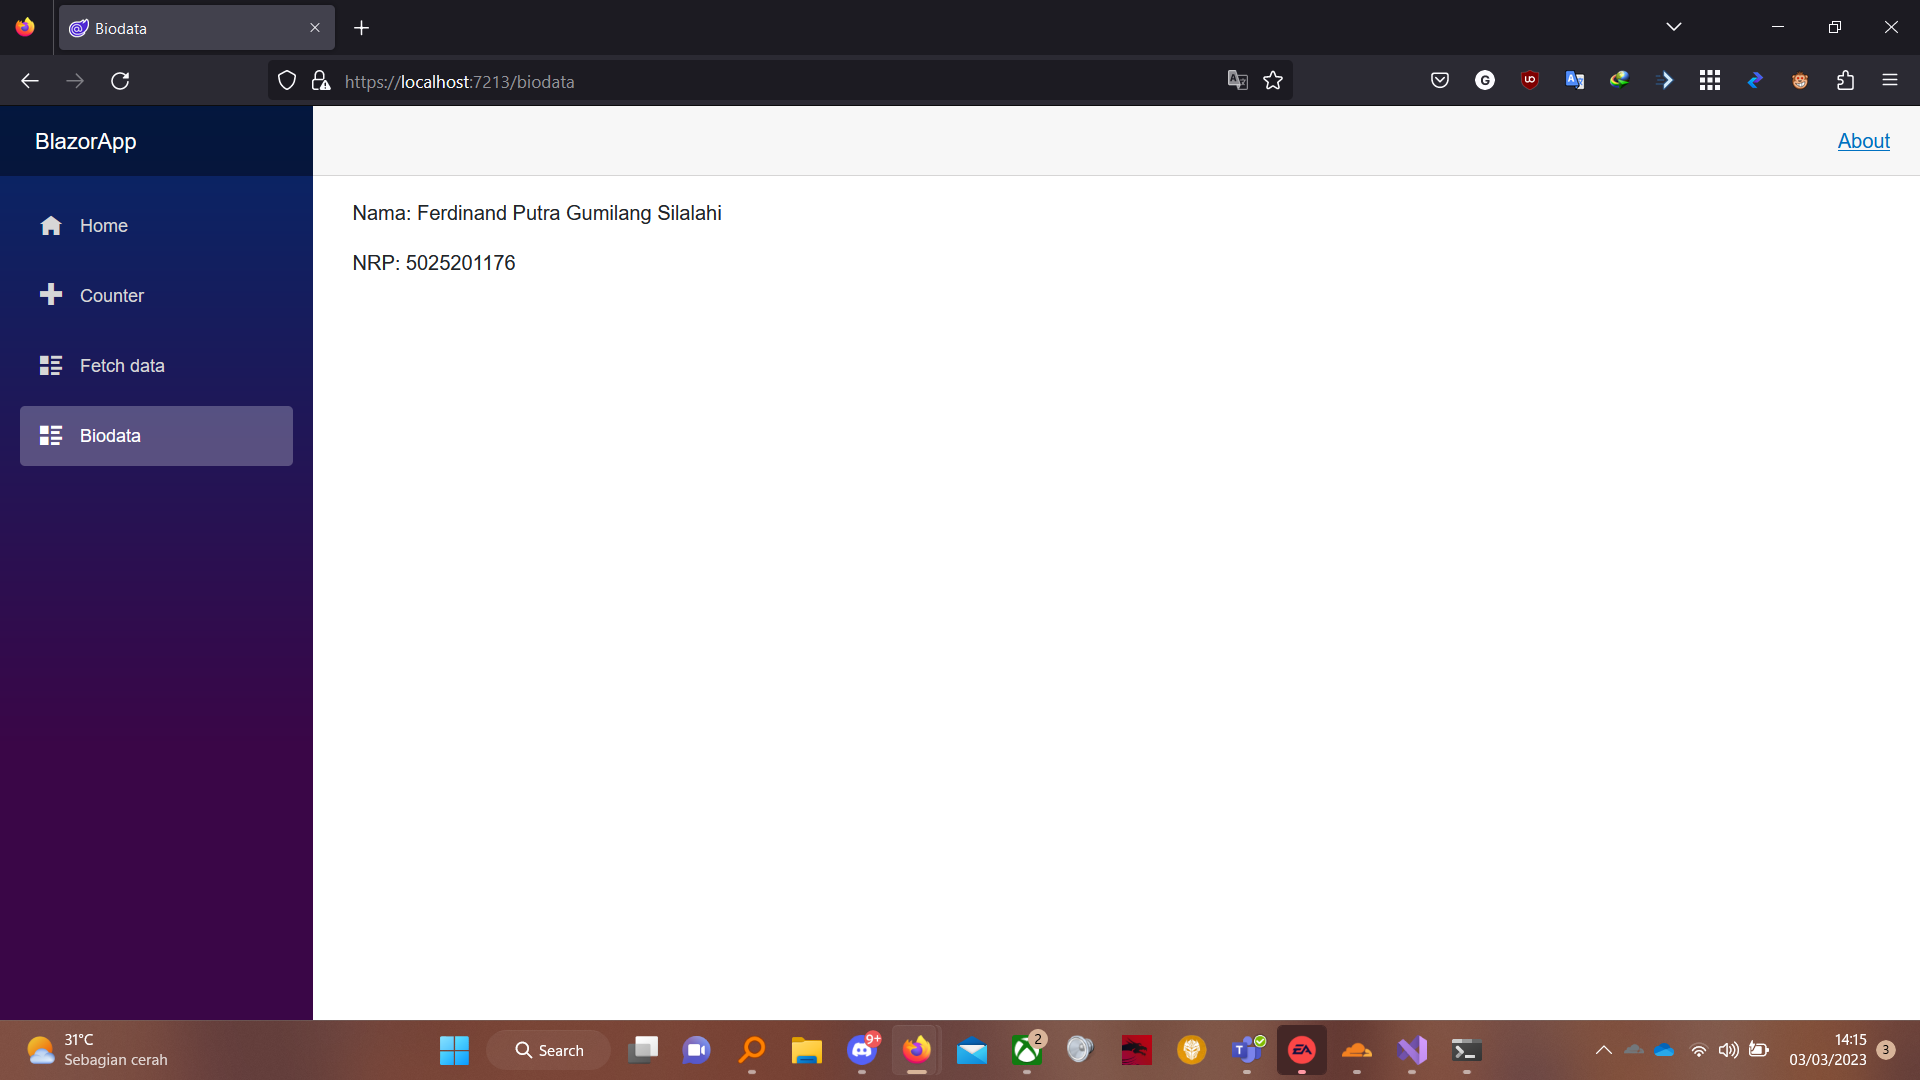 Biodata
https://localhost:7213/biodata
BlazorApp
About
Home
Counter
Fetch data
Biodata
Nama: Ferdinand Putra Gumilang Silalahi
NRP: 5025201176
31°C
Sebagian cerah
Search
9+
2
EA
14:15
03/03/2023
3